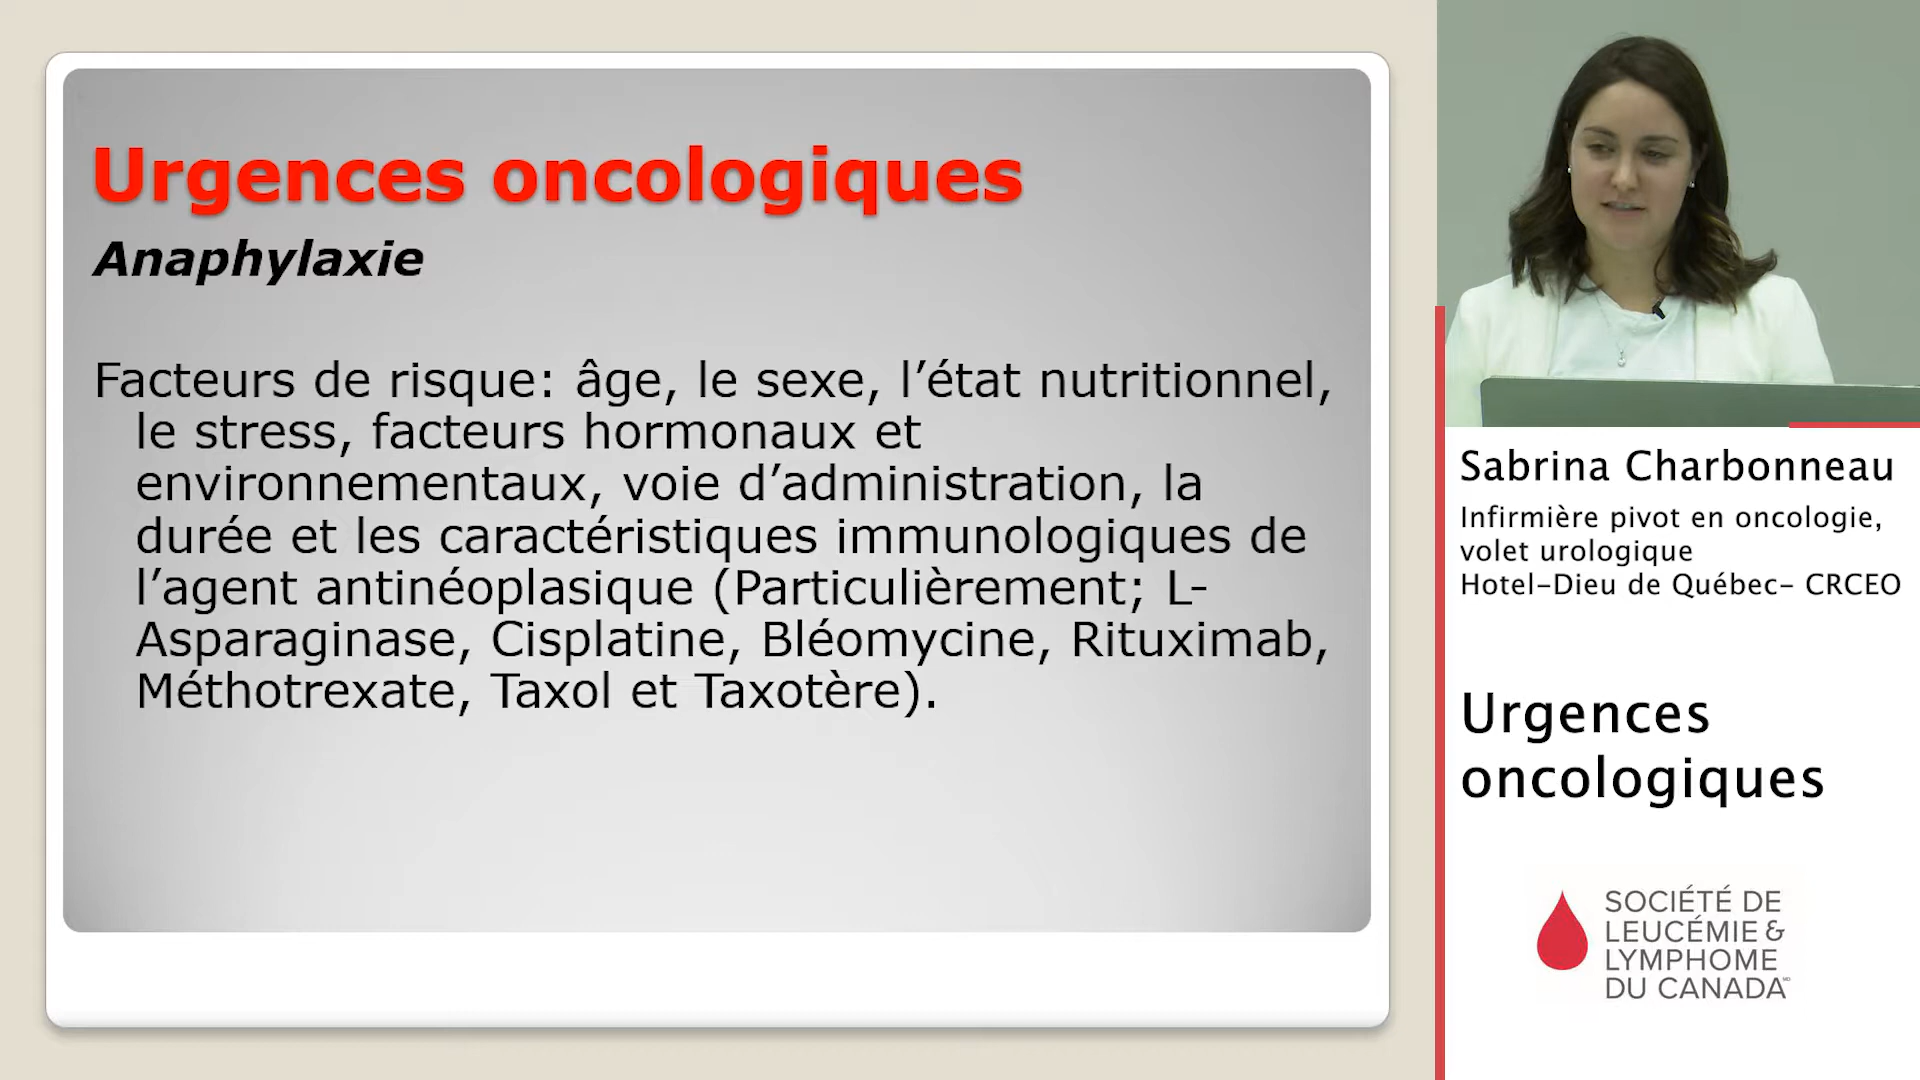 Urgences oncologiques
Anaphylaxie
Facteurs de risque: âge, le sexe, l’état nutritionnel,
le stress, facteurs hormonaux et
environnementaux, voie d’administration, la
durée et les caractéristiques immunologiques de
l’agent antinéoplasique (Particulièrement; L-
Asparaginase, Cisplatine, Bléomycine, Rituximab,
Méthotrexate, Taxol et Taxotère).
Sabrina Charbonneau
Infirmière pivot en oncologie,
volet urologique
Hotel-Dieu de Québec- CRCEO
Urgences
oncologiques
SOCIÉTÉ DE
LEUCÉMIE &
LYMPHOME
DU CANADA